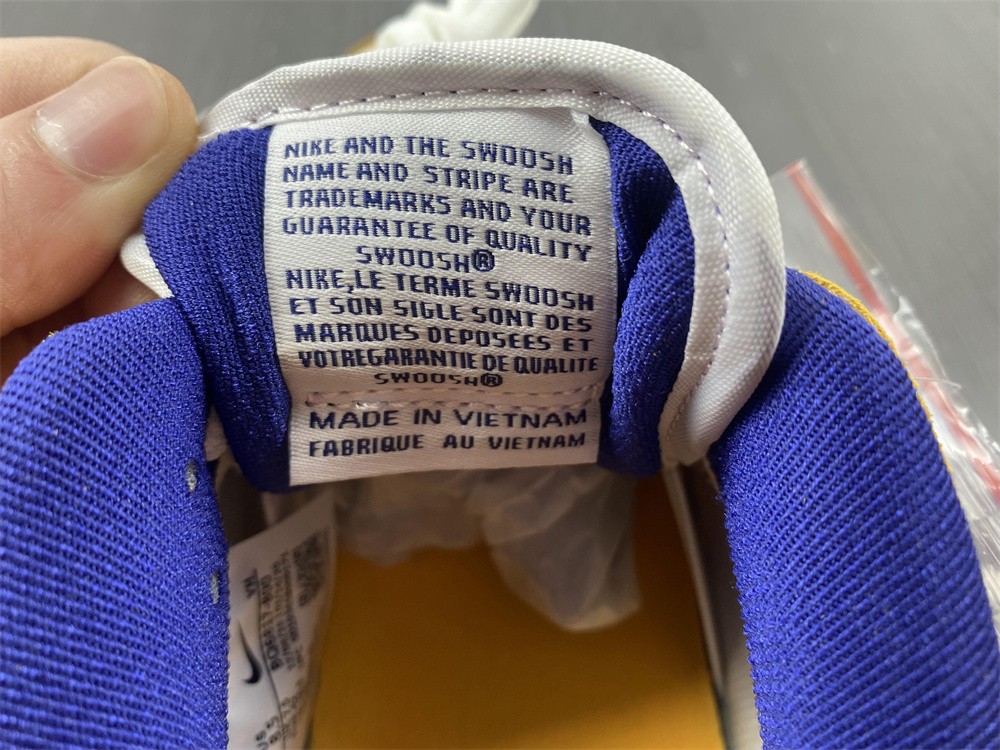 NIKE AND THE SWOOSH
NAME AND STRIPE ARE
TRADEMARKS AND YOUR
GUARANTEE OF QUALITY
SWOOSH®
NIKE,LE TERME SWOOSH
ET SON SIGLE SONT DES
MARQUES DEPOSEES ET
VOTREGARANTIE DE QUALITE
SWOOSH®
MADE IN VIETNAM
FABRIQUE AU VIETNAM